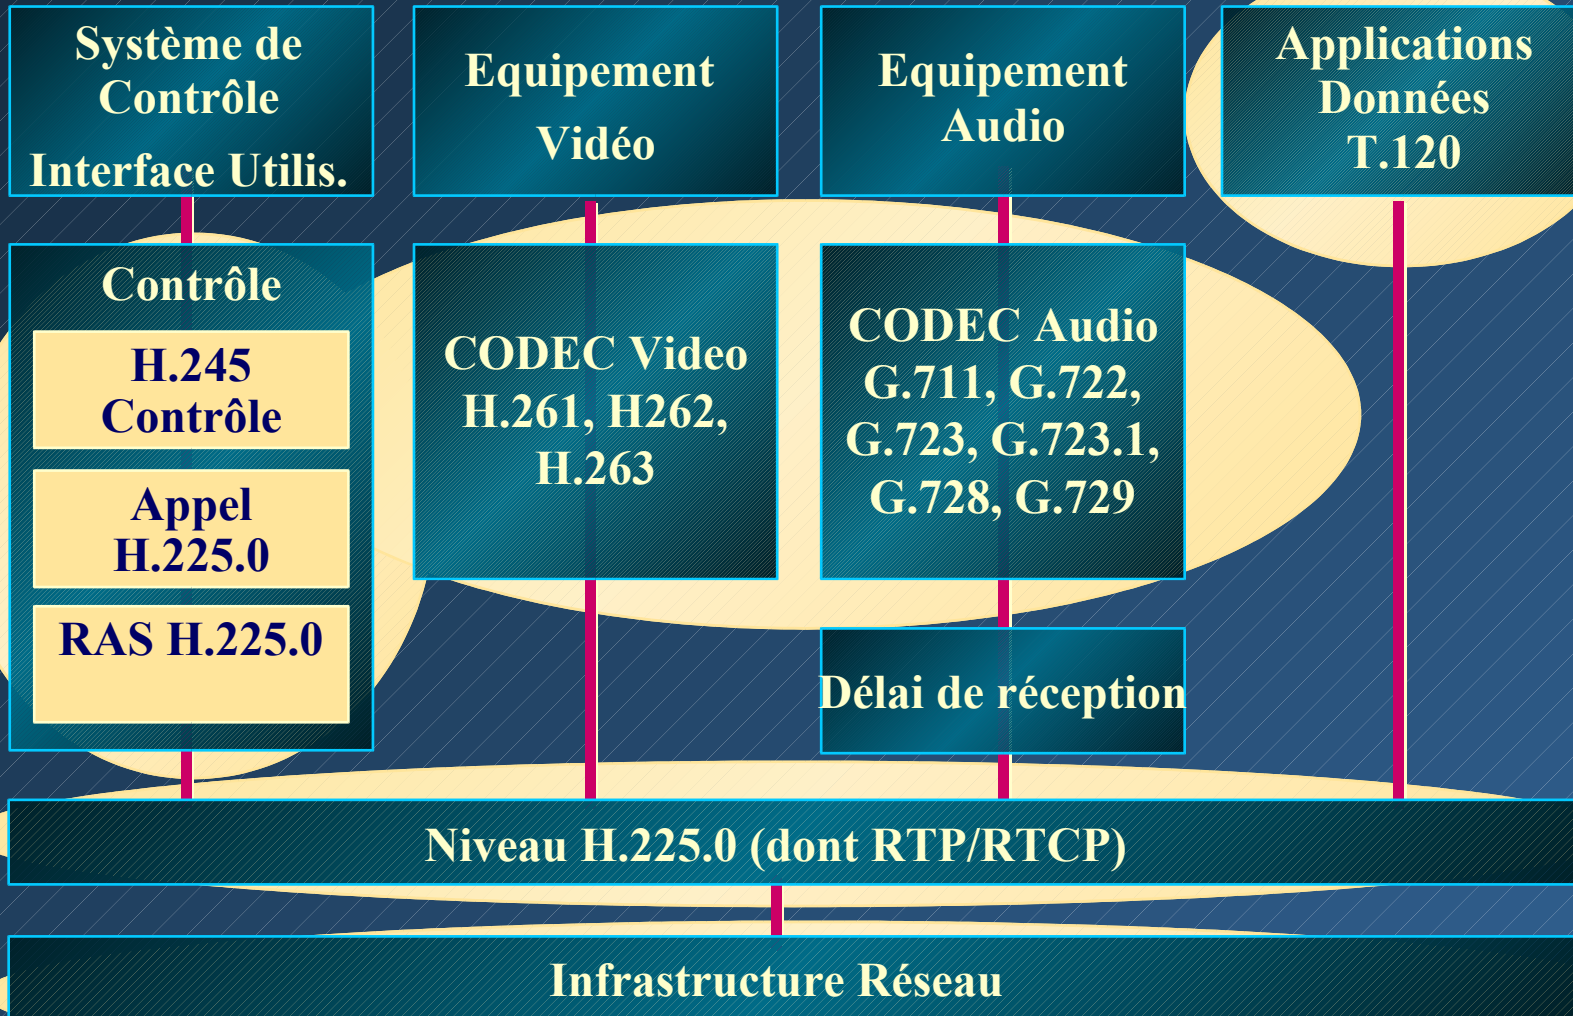 Système de
Contrôle
Interface Utilis.
Equipement
Vidéo
Equipement
Audio
Applications
Données
T.120
Contrôle
H.245
Contrôle
Appel
H.225.0
RAS H.225.0
CODEC Video
H.261, H262,
H.263
CODEC Audio
G.711, G.722,
G.723, G.723.1,
G.728, G.729
Délai de réception
Niveau H.225.0 (dont RTP/RTCP)
Infrastructure Réseau